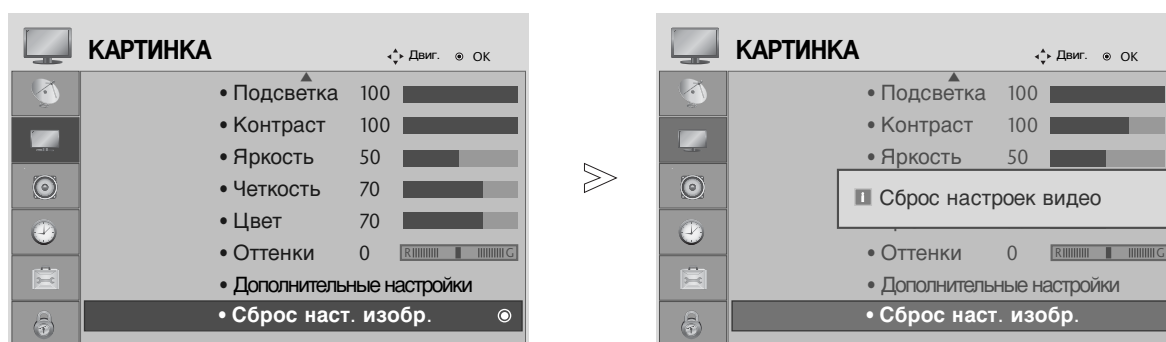 КАРТИНКА
Двиг. OK
• Подсветка 100
• Контраст 100
• Яркость 50
• Четкость 70
• Цвет 70
• Оттенки 0 R G
• Дополнительные настройки
• Сброс наст. изобр.
КАРТИНКА
Двиг. OK
• Подсветка 100
• Контраст 100
• Яркость 50
Сброс настроек видео
• Оттенки 0 R G
• Дополнительные настройки
• Сброс наст. изобр.